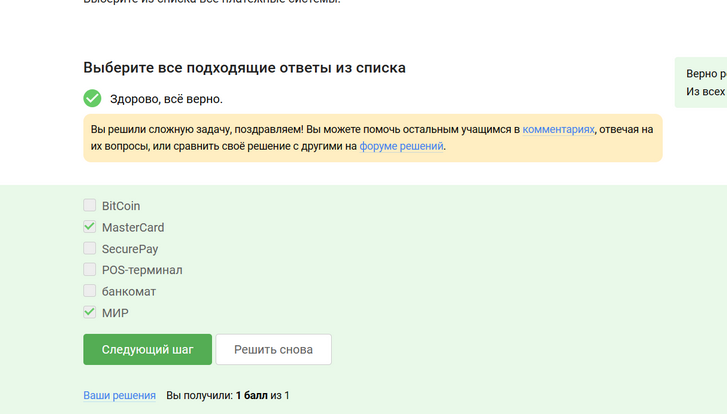 Выберите из списка все платёжные системы.
Выберите все подходящие ответы из списка
Здорово, всё верно.
Верно р
Из всех
Вы решили сложную задачу, поздравляем! Вы можете помочь остальным учащимся в комментариях, отвечая на
их вопросы, или сравнить своё решение с другими на форуме решений.
BitCoin
MasterCard
SecurePay
POS-терминал
банкомат
МИР
Следующий шаг
Решить снова
Ваши решения Вы получили: 1 балл из 1